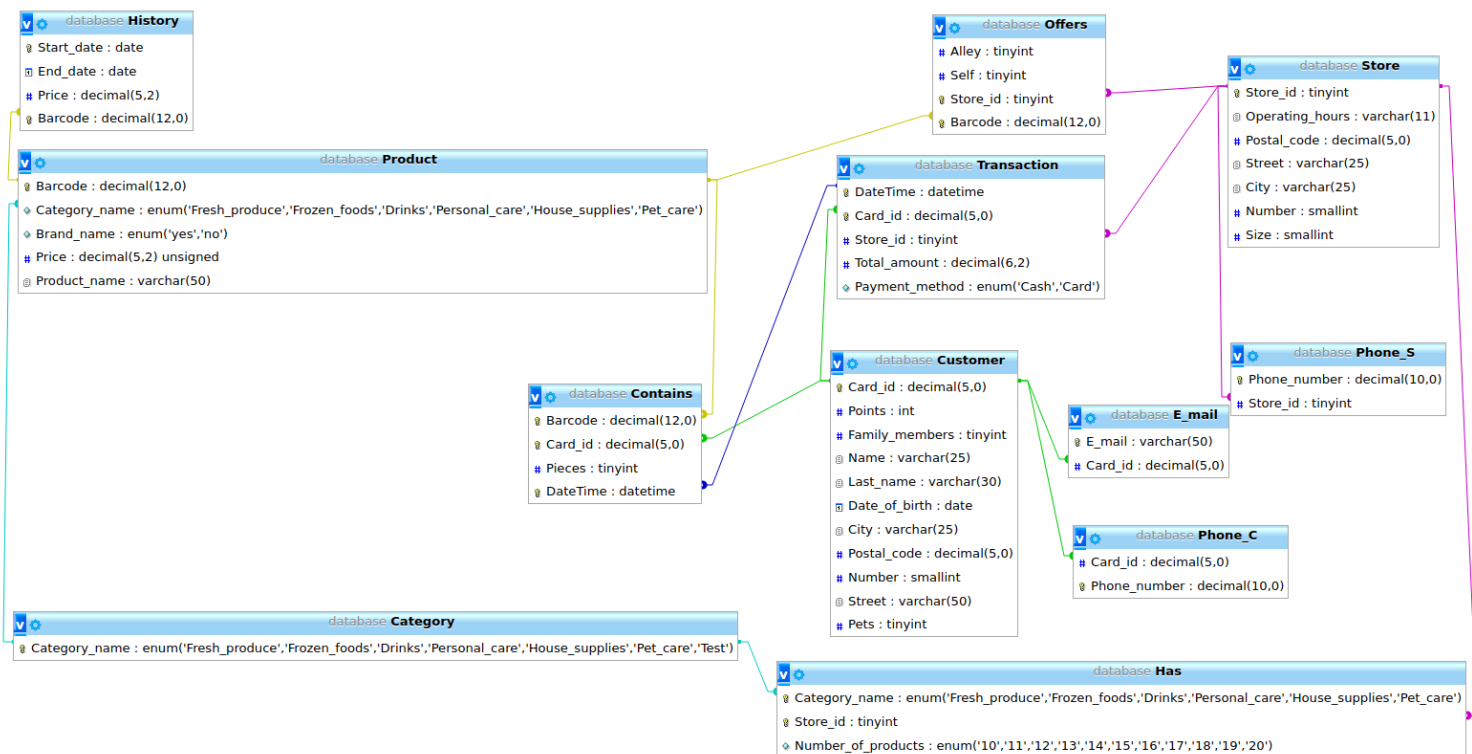 database History
Start_date : date
End_date : date
Price : decimal(5,2)
Barcode : decimal(12,0)
database Offers
Alley : tinyint
Self : tinyint
Store_id : tinyint
Barcode : decimal(12,0)
database Store
Store_id : tinyint
Operating_hours : varchar(11)
Postal_code : decimal(5,0)
Street : varchar(25)
City : varchar(25)
Number : smallint
Size : smallint
database Product
Barcode : decimal(12,0)
Category_name : enum('Fresh_produce','Frozen_foods','Drinks','Personal_care','House_supplies','Pet_care')
Brand_name : enum('yes','no')
Price : decimal(5,2) unsigned
Product_name : varchar(50)
database Transaction
DateTime : datetime
Card_id : decimal(5,0)
Store_id : tinyint
Total_amount : decimal(6,2)
Payment_method : enum('Cash','Card')
database Contains
Barcode : decimal(12,0)
Card_id : decimal(5,0)
Pieces : tinyint
DateTime : datetime
database Customer
Card_id : decimal(5,0)
Points : int
Family_members : tinyint
Name : varchar(25)
Last_name : varchar(30)
Date_of_birth : date
City : varchar(25)
Postal_code : decimal(5,0)
Number : smallint
Street : varchar(50)
Pets : tinyint
database Phone_S
Phone_number : decimal(10,0)
Store_id : tinyint
database E_mail
E_mail : varchar(50)
Card_id : decimal(5,0)
database Phone_C
Card_id : decimal(5,0)
Phone_number : decimal(10,0)
database Category
Category_name : enum('Fresh_produce','Frozen_foods','Drinks','Personal_care','House_supplies','Pet_care','Test')
database Has
Category_name : enum('Fresh_produce','Frozen_foods','Drinks','Personal_care','House_supplies','Pet_care')
Store_id : tinyint
Number_of_products : enum('10','11','12','13','14','15','16','17','18','19','20')